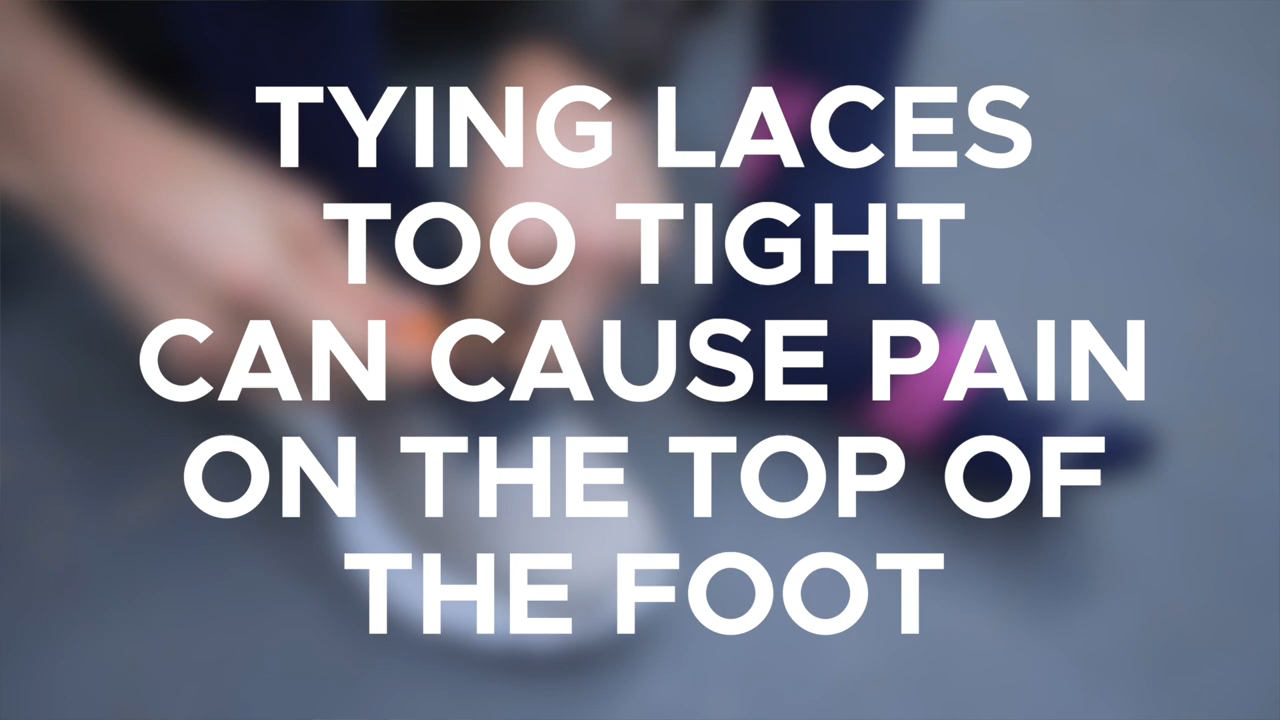 TYING LACES
TOO TIGHT
CAN CAUSE PAIN
ON THE TOP OF
THE FOOT